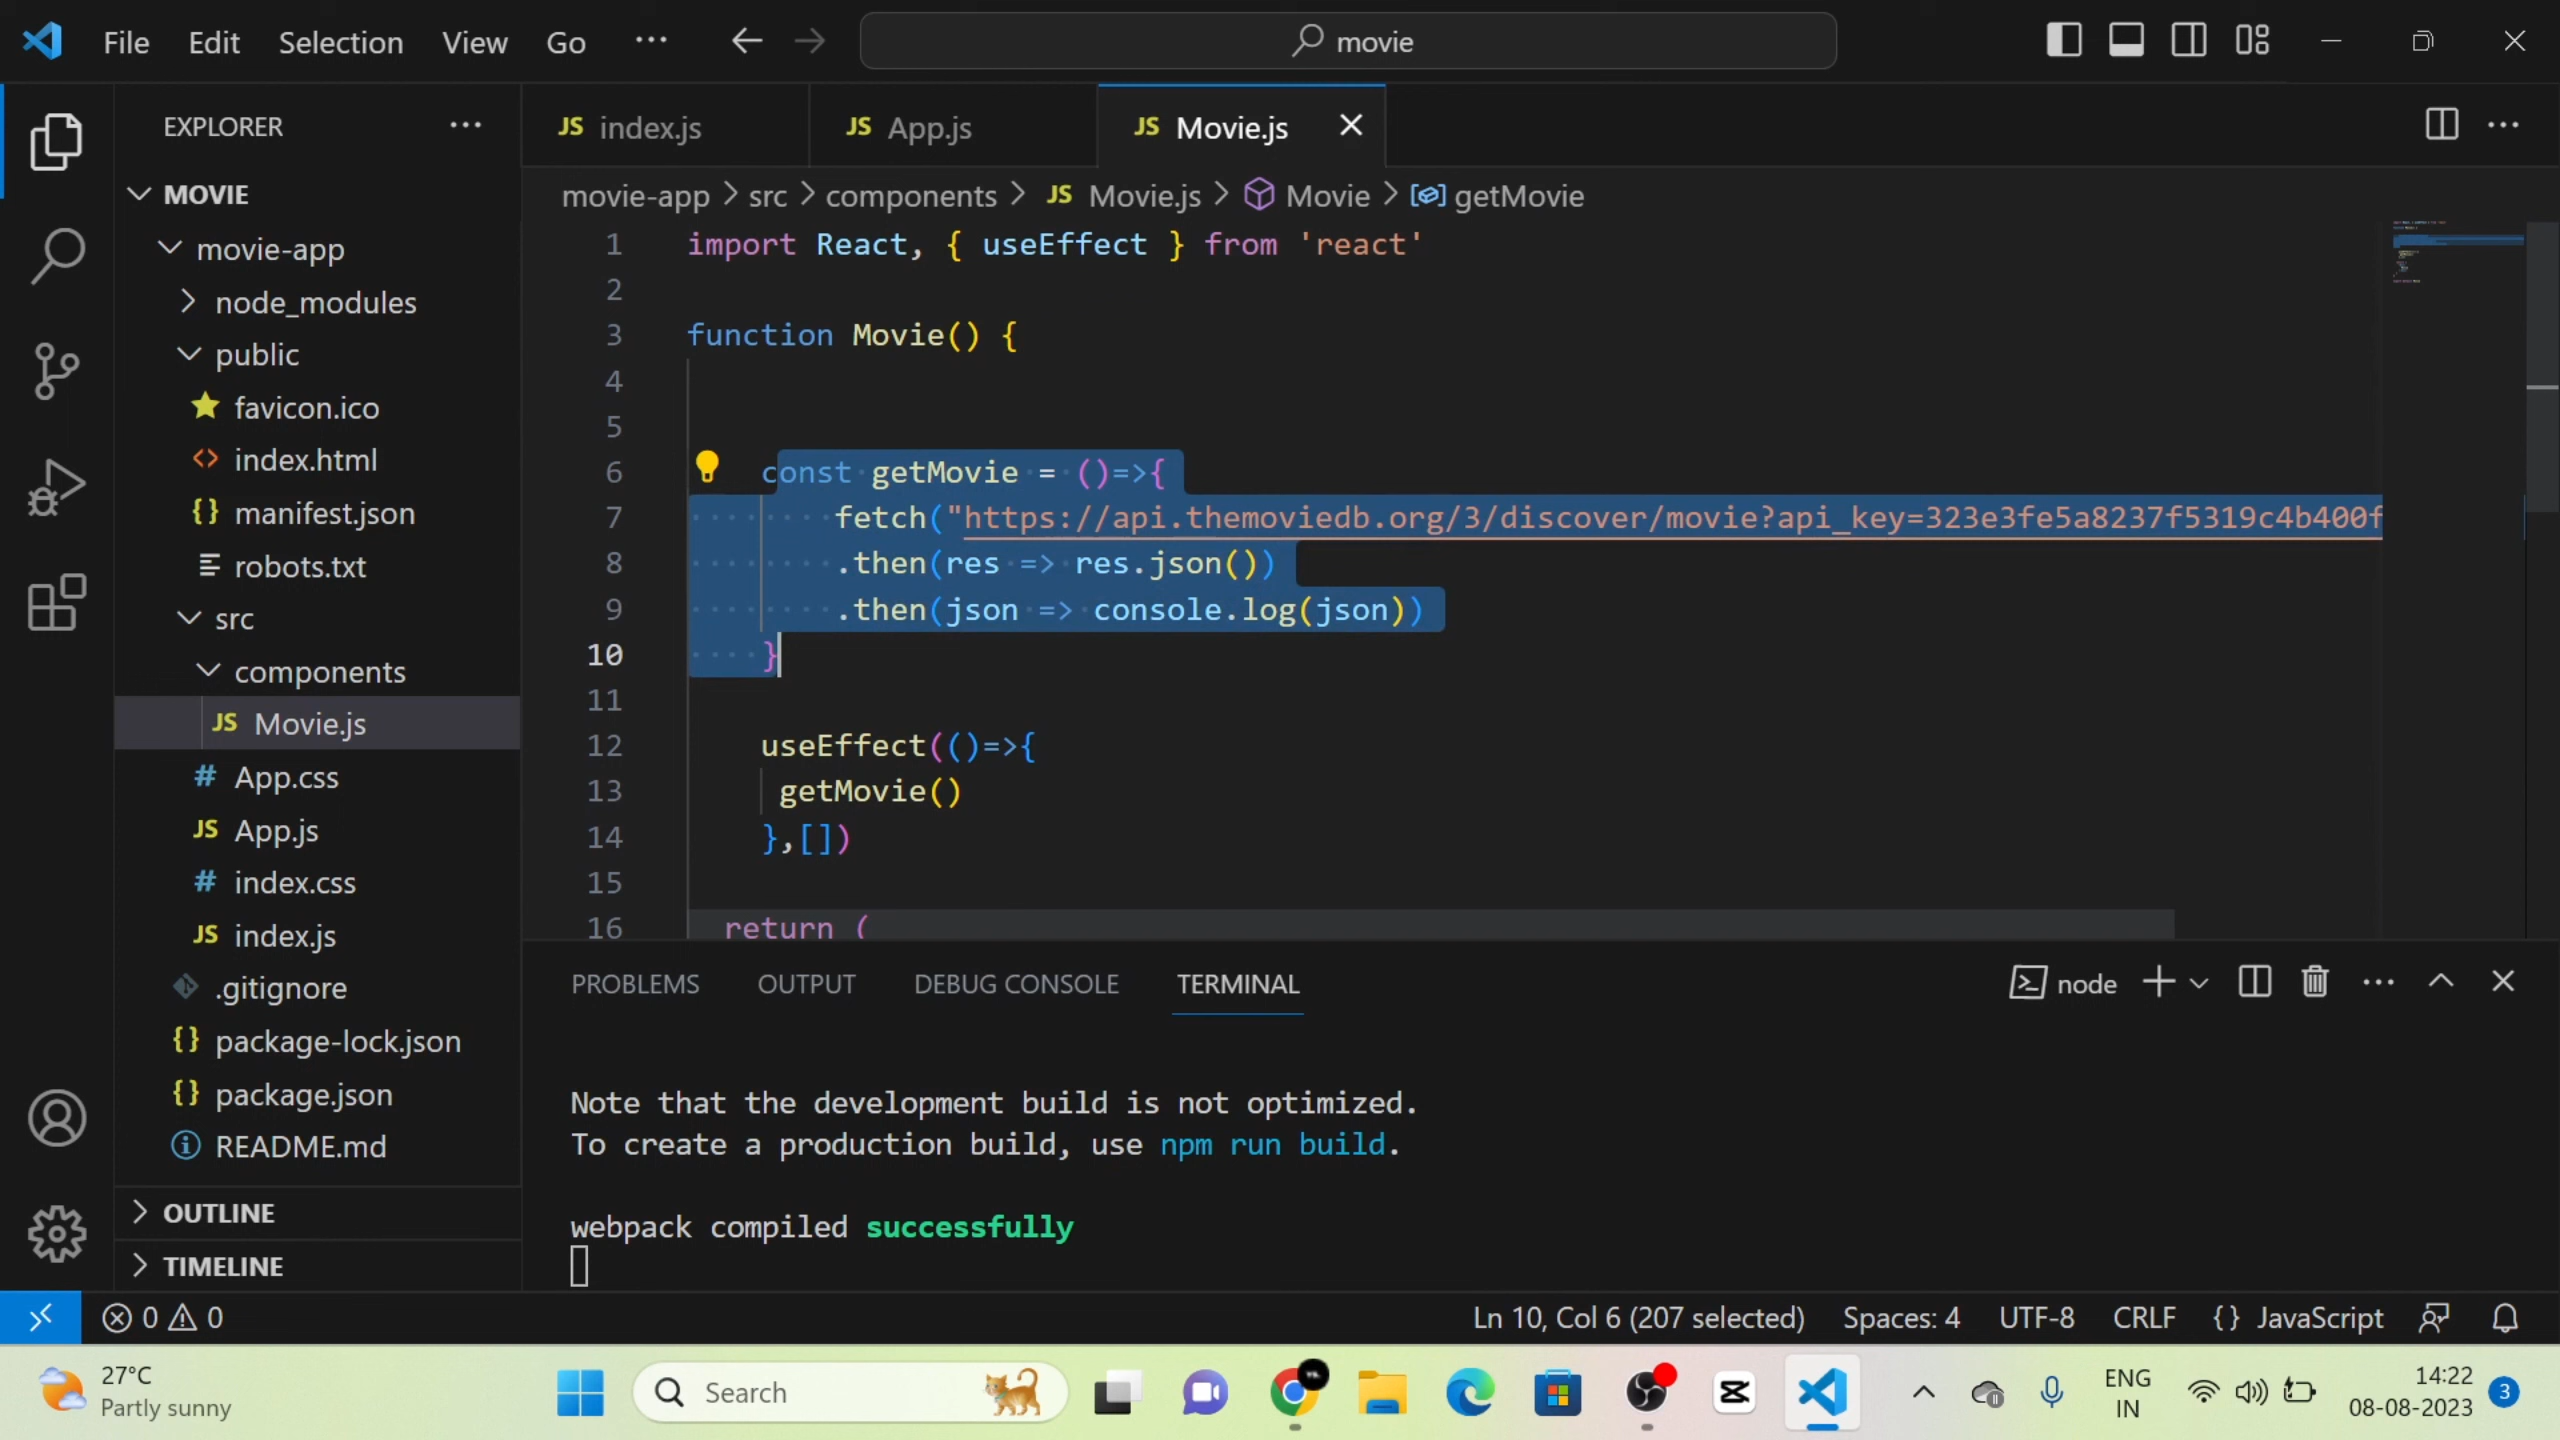 File Edit Selection View Go ··· movie
EXPLORER ···
MOVIE
movie-app
node_modules
public
favicon.ico
index.html
manifest.json
robots.txt
src
components
JS Movie.js
# App.css
JS App.js
# index.css
JS index.js
.gitignore
{} package-lock.json
{} package.json
README.md
OUTLINE
TIMELINE
JS index.js JS App.js JS Movie.js
movie-app > src > components > JS Movie.js > Movie > getMovie
1 import React, { useEffect } from 'react'
2
3 function Movie() {
4
5
6 const getMovie = ()=>{
7 fetch("https://api.themoviedb.org/3/discover/movie?api_key=323e3fe5a8237f5319c4b400f
8 .then(res => res.json())
9 .then(json => console.log(json))
10 }
11
12 useEffect(()=>{
13 getMovie()
14 },[])
15
16 return (
PROBLEMS OUTPUT DEBUG CONSOLE TERMINAL node
Note that the development build is not optimized.
To create a production build, use npm run build.
webpack compiled successfully
0 0 Ln 10, Col 6 (207 selected) Spaces: 4 UTF-8 CRLF {} JavaScript
27°C
Partly sunny
Search
ENG
IN
14:22
08-08-2023
3